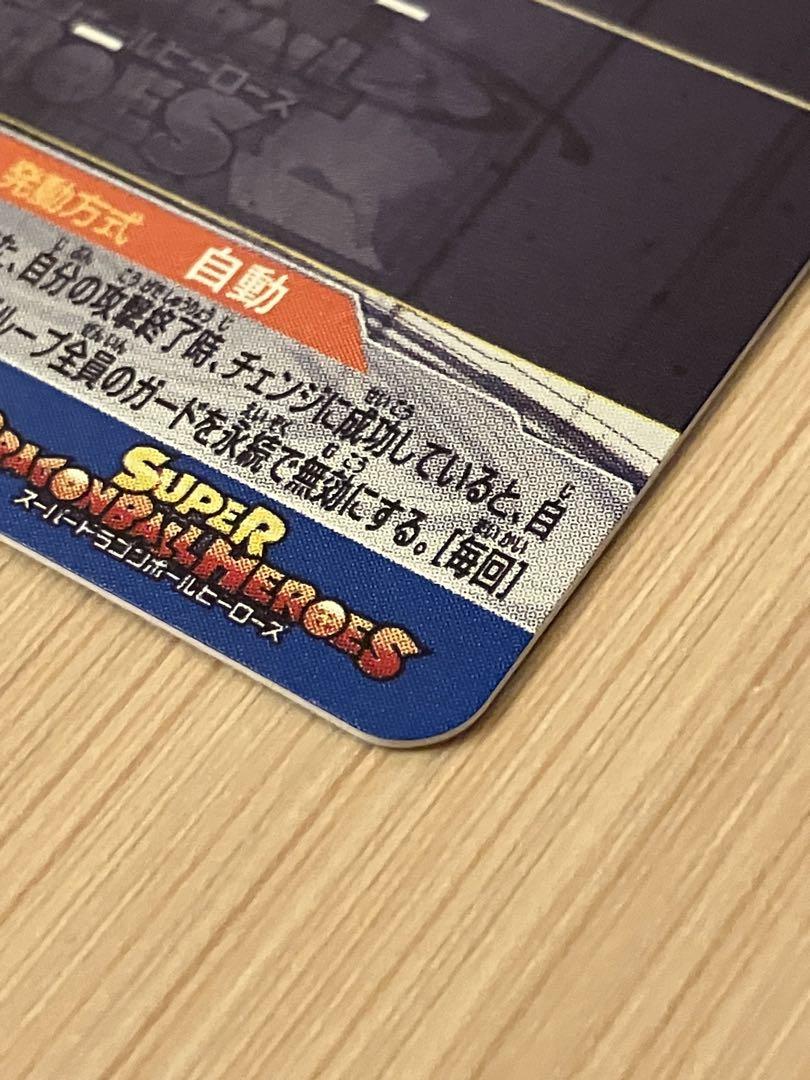 発動方式 自動
た、自分の攻撃終了時、チェンジに成功していると、自
ループ全員のガードを永続で無効にする。[毎回]
SUPER
DRAGONBALL HEROES
スーパードラゴンボールヒーローズ